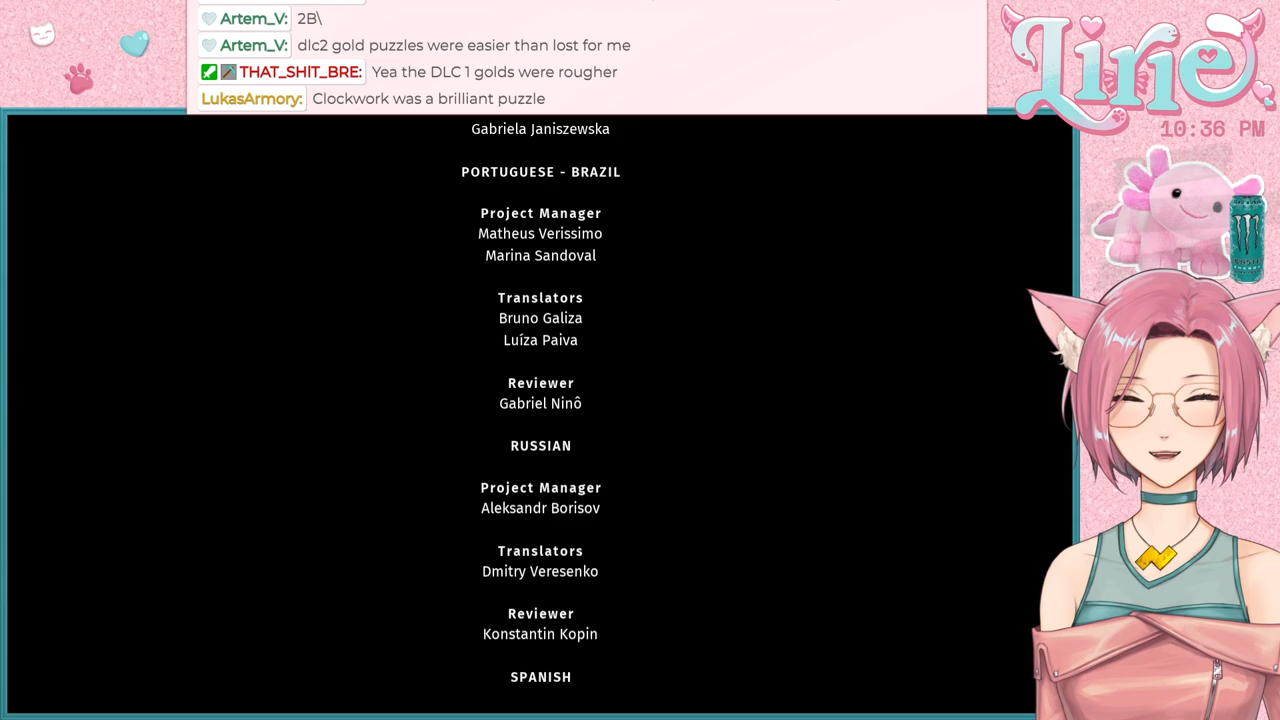 Artem_V: 2B\
Artem_V: dlc2 gold puzzles were easier than lost for me
THAT_SHIT_BRE: Yea the DLC 1 golds were rougher
LukasArmory: Clockwork was a brilliant puzzle
Lirie
10:36 PM
Gabriela Janiszewska
PORTUGUESE - BRAZIL
Project Manager
Matheus Verissimo
Marina Sandoval
Translators
Bruno Galiza
Luíza Paiva
Reviewer
Gabriel Ninô
RUSSIAN
Project Manager
Aleksandr Borisov
Translators
Dmitry Veresenko
Reviewer
Konstantin Kopin
SPANISH